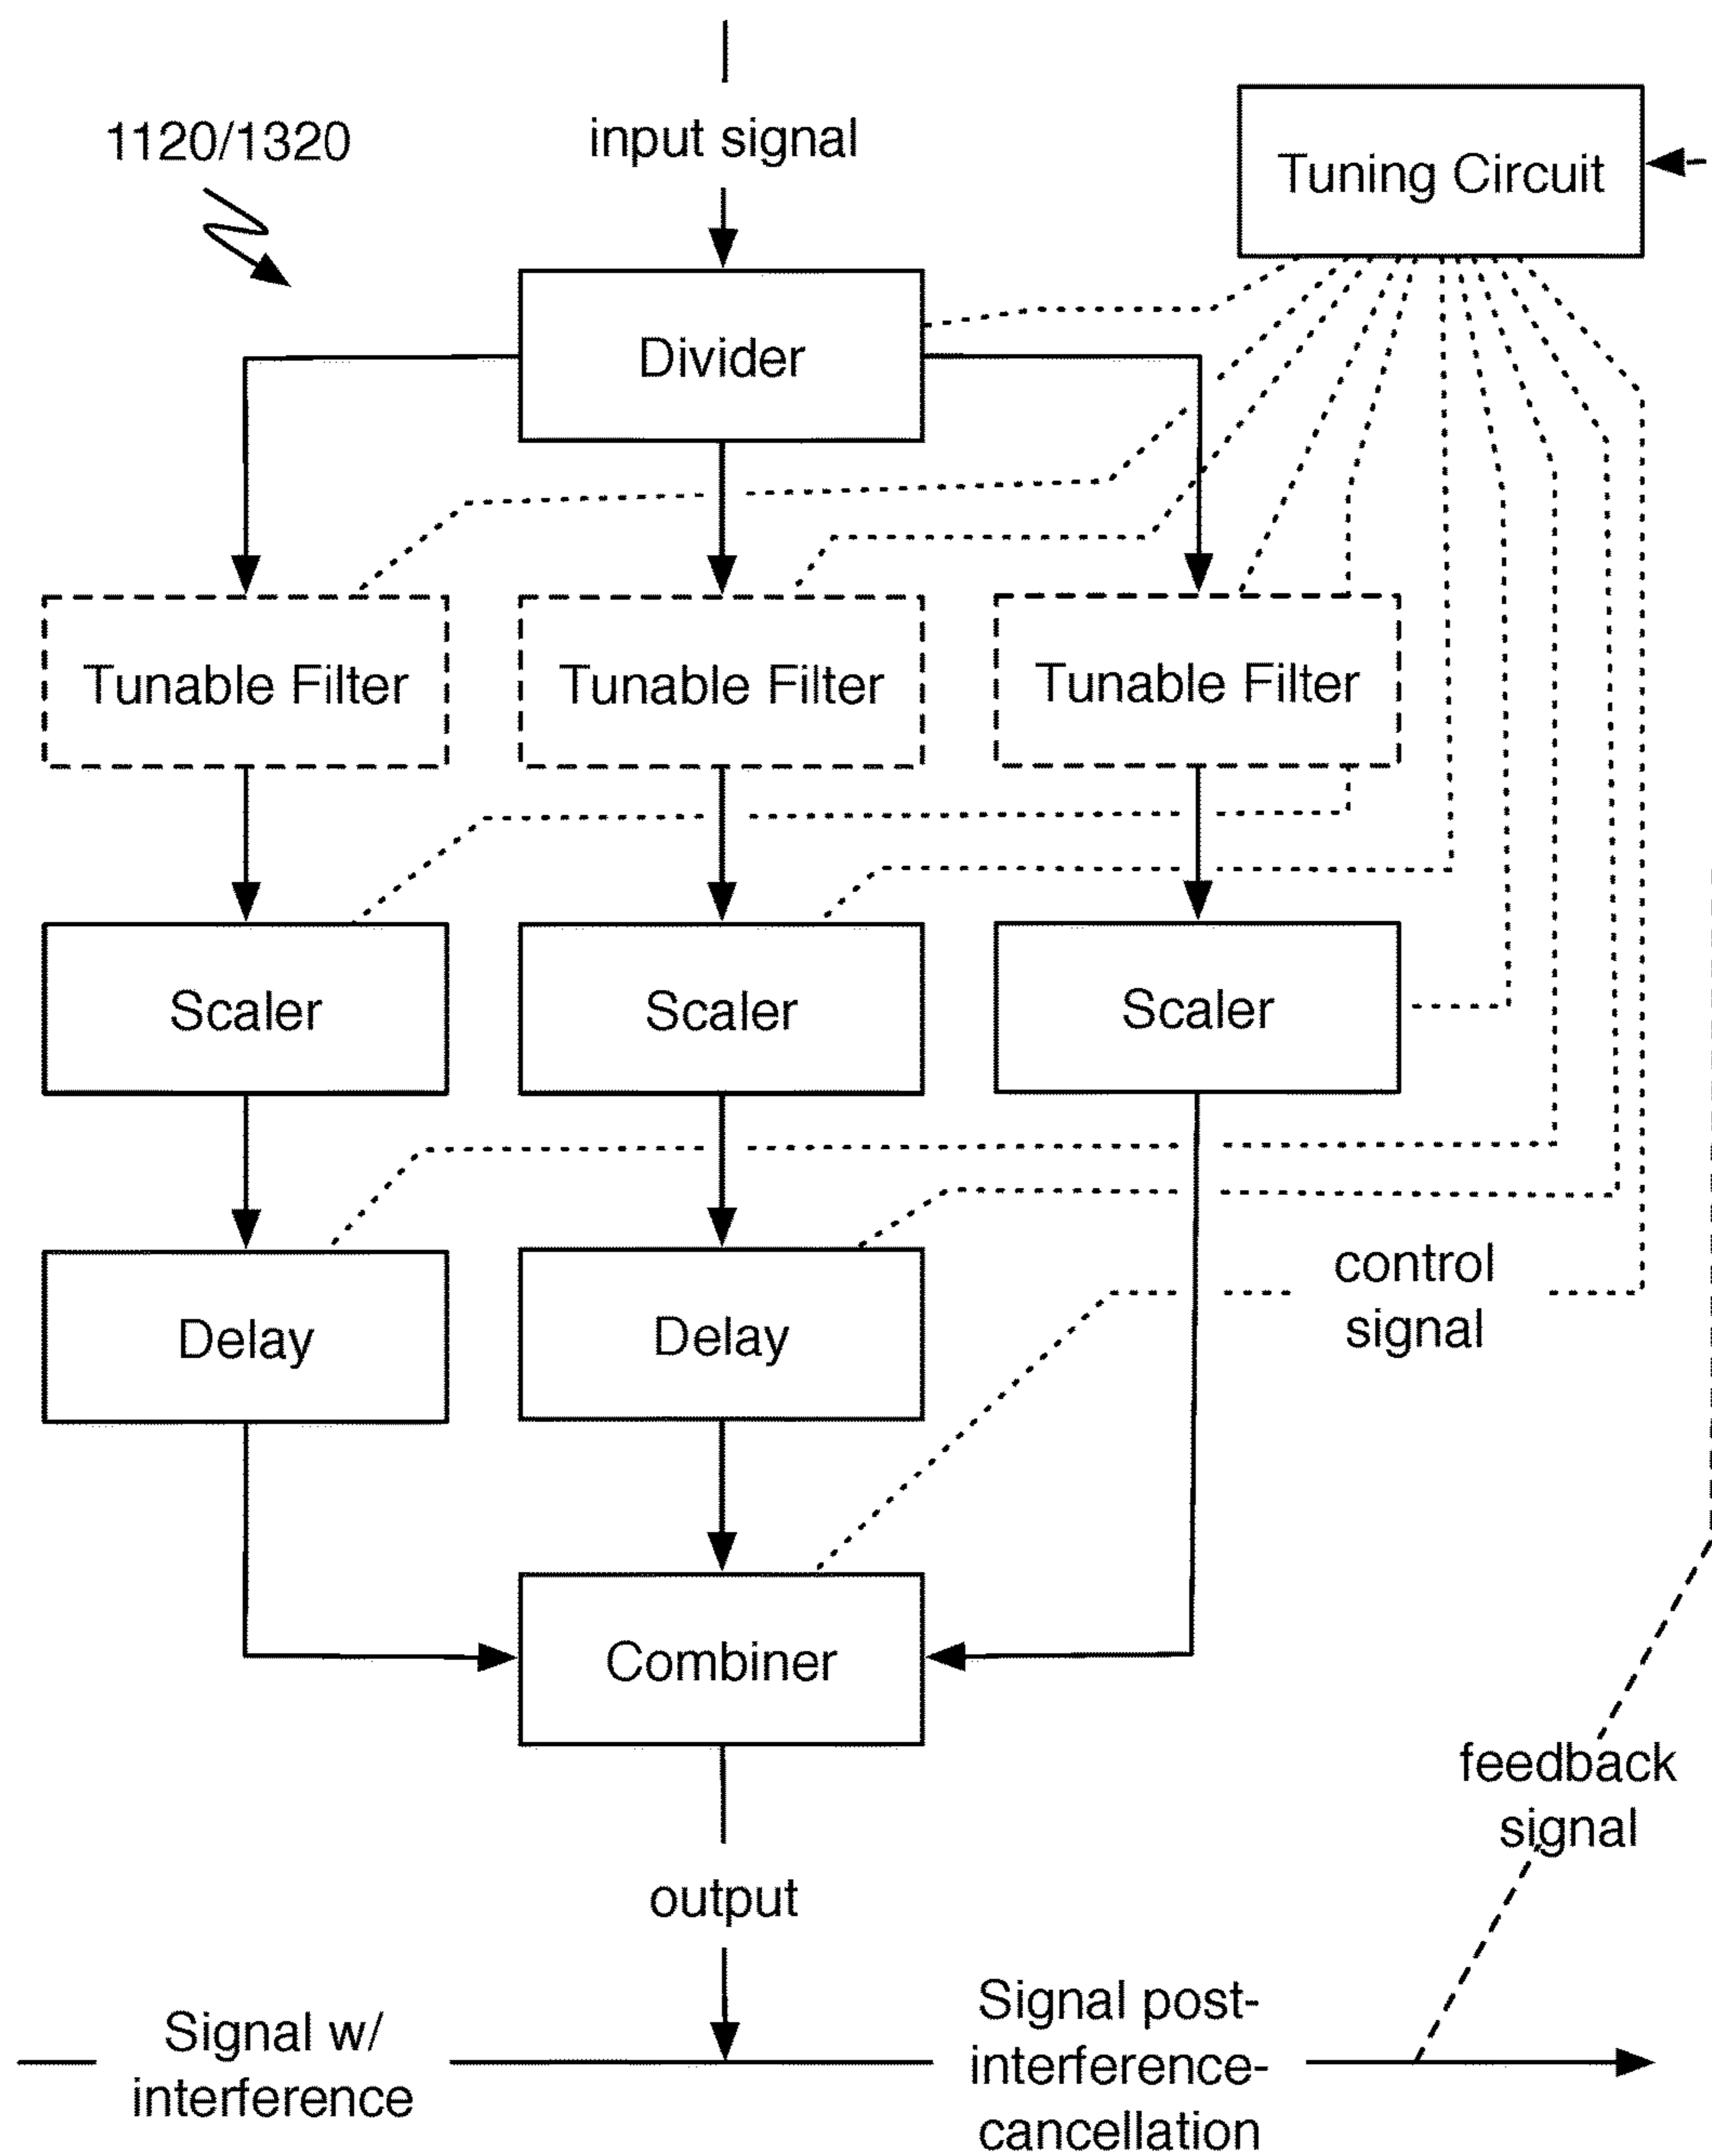 1120/1320
input signal
Tuning Circuit
Divider
Tunable Filter
Tunable Filter
Tunable Filter
Scaler
Scaler
Scaler
control
signal
Delay
Delay
Combiner
feedback
signal
output
Signal w/
interference
Signal post-
interference-
cancellation